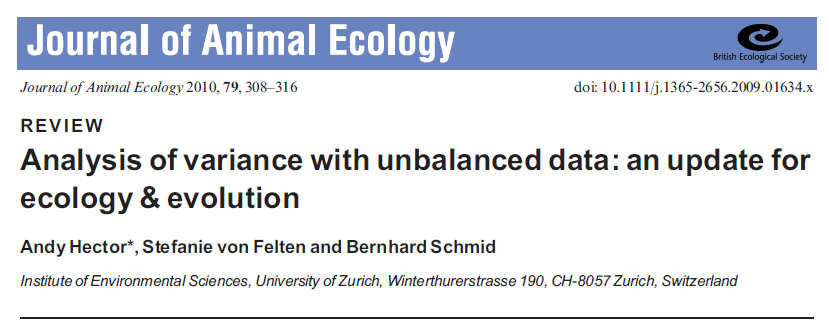 Journal of Animal Ecology
British Ecological Society
Journal of Animal Ecology 2010, 79, 308–316
doi: 10.1111/j.1365-2656.2009.01634.x
REVIEW
Analysis of variance with unbalanced data: an update for
ecology & evolution
Andy Hector*, Stefanie von Felten and Bernhard Schmid
Institute of Environmental Sciences, University of Zurich, Winterthurerstrasse 190, CH-8057 Zurich, Switzerland